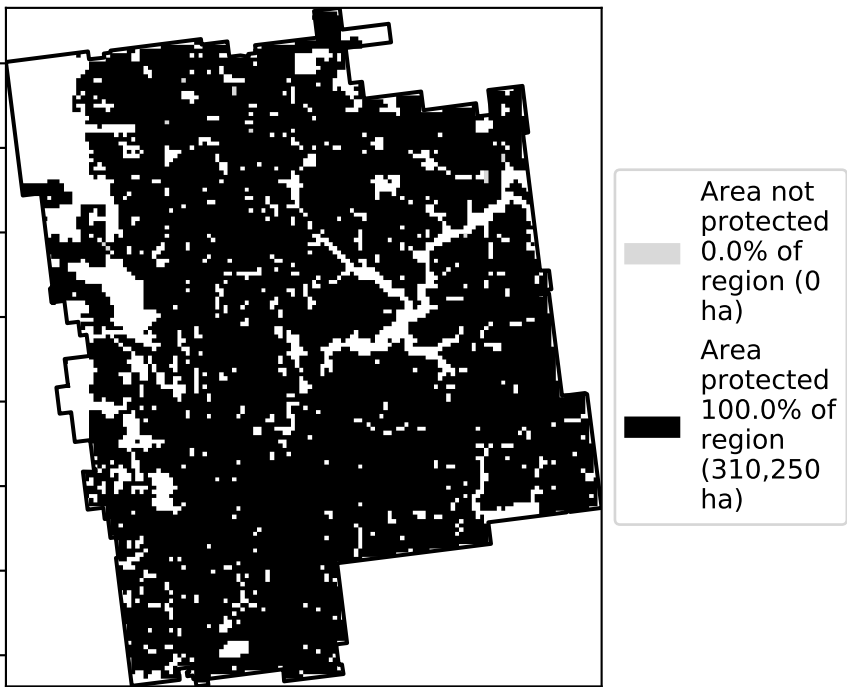 Area not
protected
0.0% of
region (0
ha)
Area
protected
100.0% of
region
(310,250
ha)